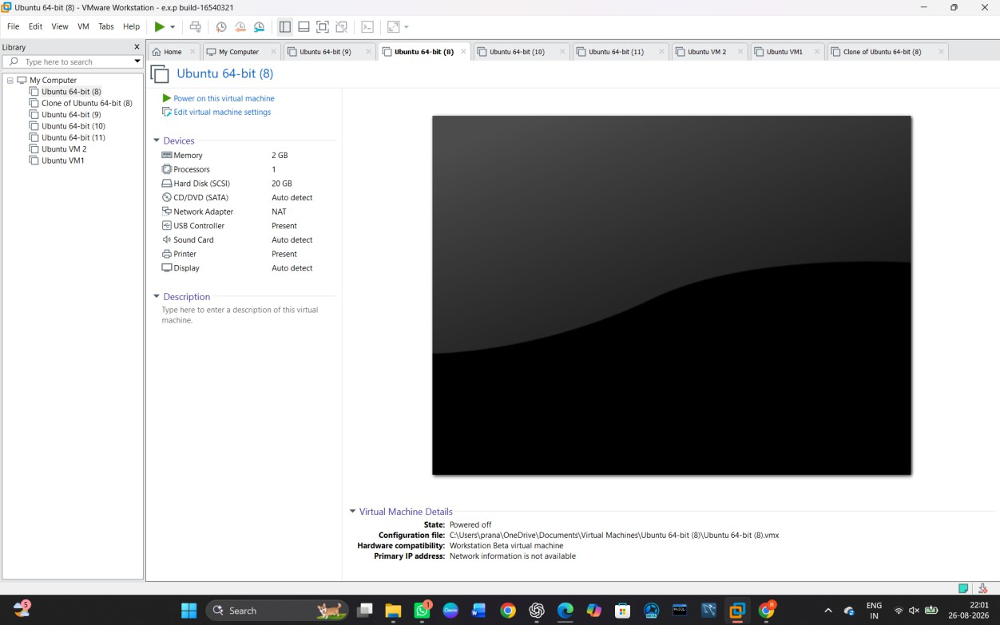 Ubuntu 64-bit (8) - VMware Workstation - e.x.p build-16540321
File Edit View VM Tabs Help
Library
Type here to search
Home My Computer Ubuntu 64-bit (9) Ubuntu 64-bit (8) Ubuntu 64-bit (10) Ubuntu 64-bit (11) Ubuntu VM 2 Ubuntu VM1 Clone of Ubuntu 64-bit (8)
My Computer
Ubuntu 64-bit (8)
Clone of Ubuntu 64-bit (8)
Ubuntu 64-bit (9)
Ubuntu 64-bit (10)
Ubuntu 64-bit (11)
Ubuntu VM 2
Ubuntu VM1
Ubuntu 64-bit (8)
Power on this virtual machine
Edit virtual machine settings
Devices
Memory 2 GB
Processors 1
Hard Disk (SCSI) 20 GB
CD/DVD (SATA) Auto detect
Network Adapter NAT
USB Controller Present
Sound Card Auto detect
Printer Present
Display Auto detect
Description
Type here to enter a description of this virtual
machine.
Virtual Machine Details
State: Powered off
Configuration file: C:\Users\prana\OneDrive\Documents\Virtual Machines\Ubuntu 64-bit (8)\Ubuntu 64-bit (8).vmx
Hardware compatibility: Workstation Beta virtual machine
Primary IP address: Network information is not available
5
Search
1
Canva
W
BETA
MySQL
R
ENG
IN
22:01
26-08-2026